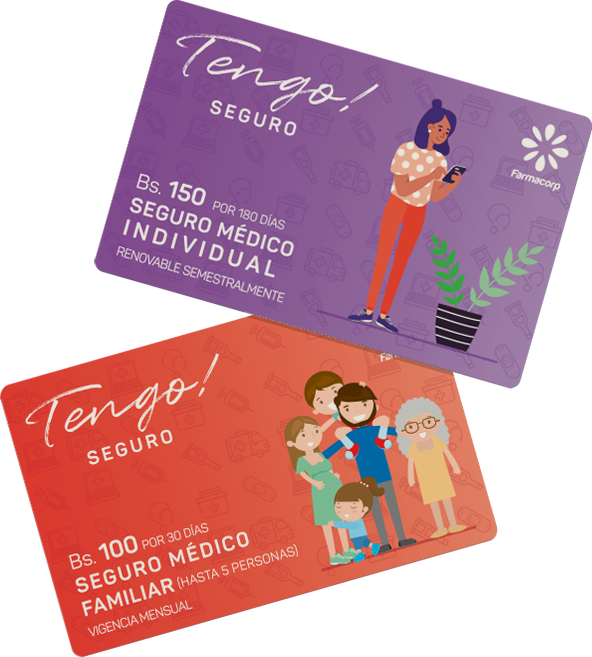 Tengo!
SEGURO
Farmacorp
Bs. 150 POR 180 DÍAS
SEGURO MÉDICO
INDIVIDUAL
RENOVABLE SEMESTRALMENTE
Tengo!
SEGURO
Bs. 100 POR 30 DÍAS
SEGURO MÉDICO
FAMILIAR (HASTA 5 PERSONAS)
VIGENCIA MENSUAL